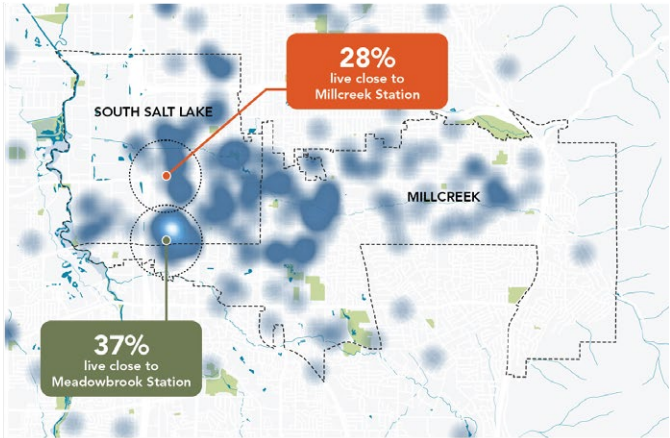 28%
live close to
Millcreek Station
SOUTH SALT LAKE
MILLCREEK
37%
live close to
Meadowbrook Station